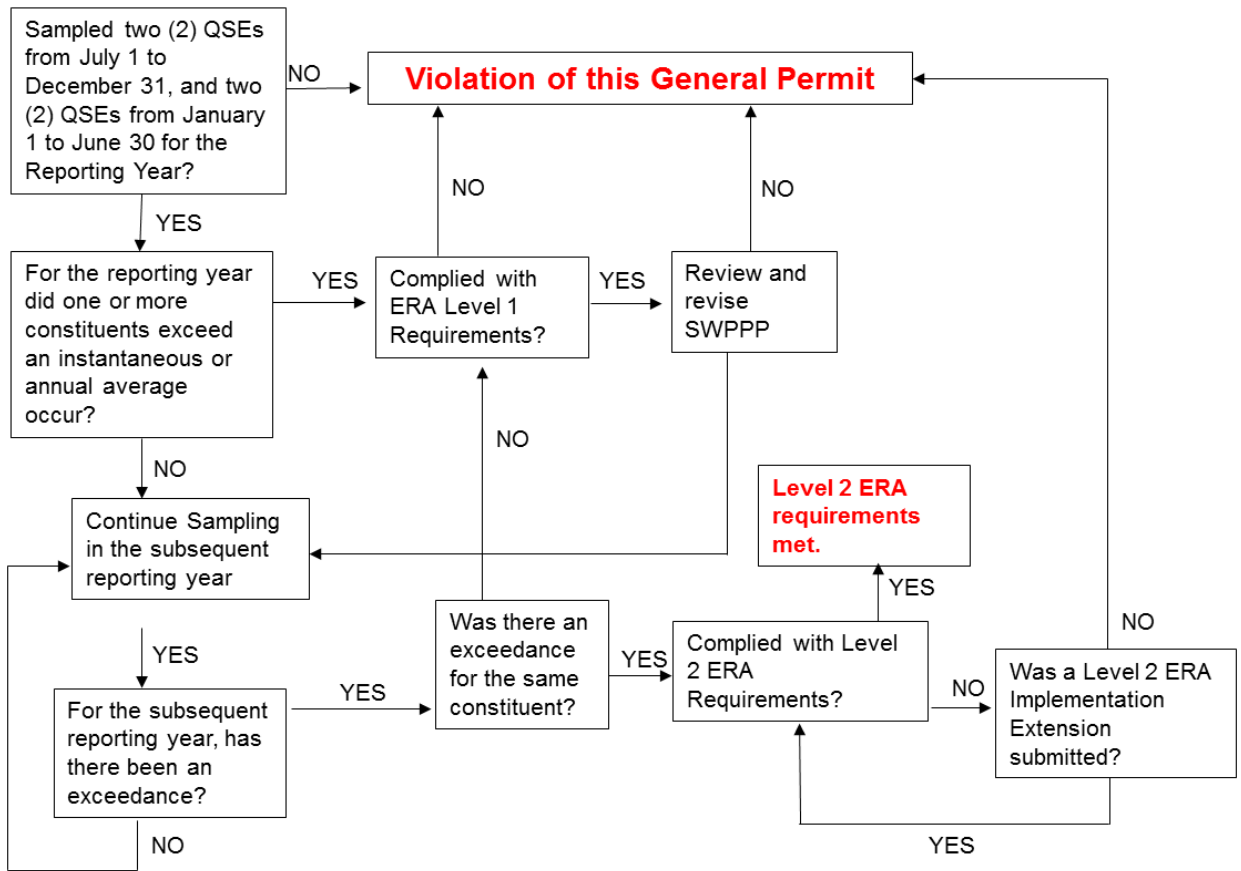 Sampled two (2) QSEs
from July 1 to
December 31, and two
(2) QSEs from January
1 to June 30 for the
Reporting Year?
NO
Violation of this General Permit
YES
NO
NO
For the reporting year
did one or more
constituents exceed
an instantaneous or
annual average
occur?
YES
Complied with
ERA Level 1
Requirements?
YES
Review and
revise
SWPPP
NO
NO
Level 2 ERA
requirements
met.
Continue Sampling
in the subsequent
reporting year
YES
YES
Was there an
exceedance
for the same
constituent?
YES
Complied with Level
2 ERA
Requirements?
NO
NO
Was a Level 2 ERA
Implementation
Extension
submitted?
For the subsequent
reporting year, has
there been an
exceedance?
YES
NO
YES